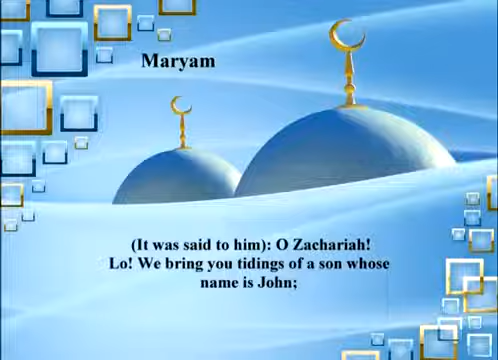 Maryam
(It was said to him): O Zachariah!
Lo! We bring you tidings of a son whose
name is John;